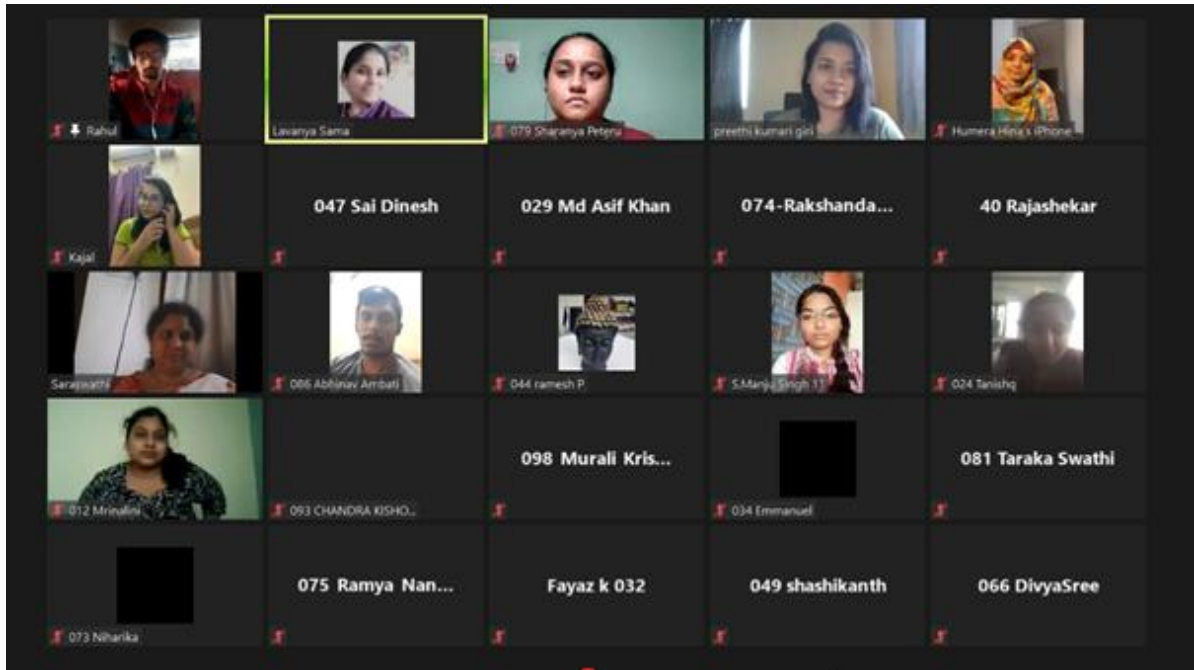 Rahul
Lavanya Sama
079 Sharanya Peteru
preethi kumari giri
Humera Hina's iPhone
Kajal
047 Sai Dinesh
029 Md Asif Khan
074-Rakshanda...
40 Rajashekar
Saraswathi
086 Abhinav Ambati
044 ramesh P
S.Manju Singh 11
024 Tanishq
012 Mrinalini
093 CHANDRA KISHO...
098 Murali Kris...
034 Emmanuel
081 Taraka Swathi
073 Niharika
075 Ramya Nan...
Fayaz k 032
049 shashikanth
066 DivyaSree